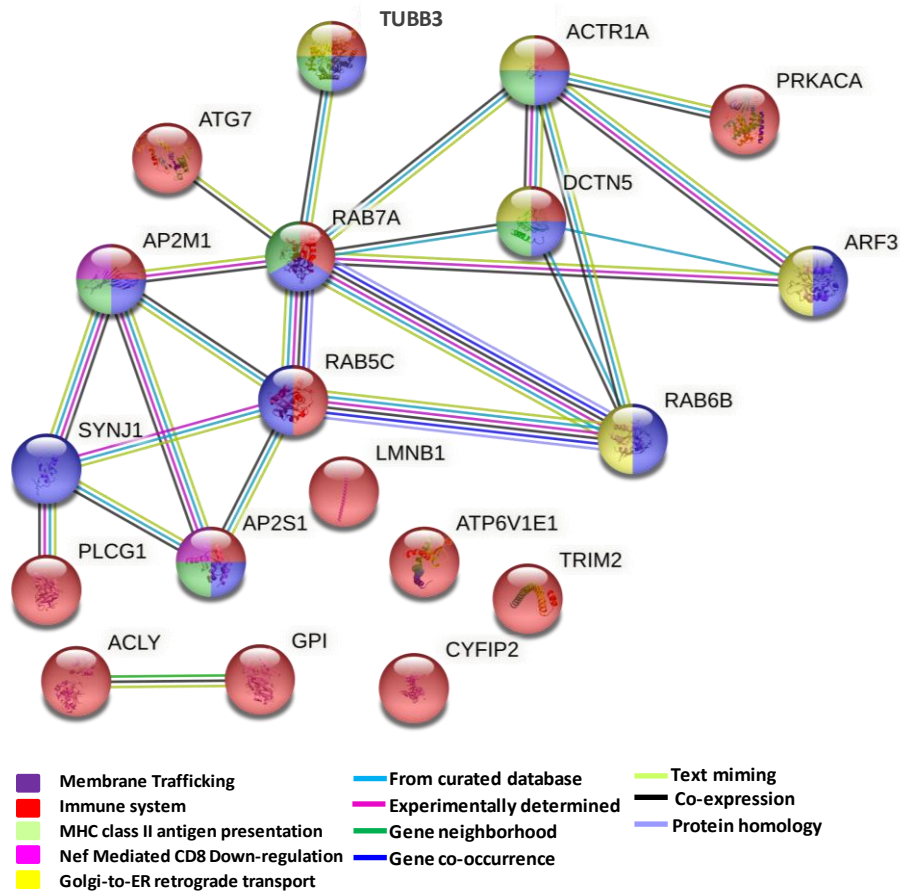 TUBB3
ACTR1A
PRKACA
ATG7
DCTN5
RAB7A
AP2M1
ARF3
RAB5C
RAB6B
SYNJ1
LMNB1
AP2S1
ATP6V1E1
PLCG1
TRIM2
ACLY
GPI
CYFIP2
Membrane Trafficking
Immune system
MHC class II antigen presentation
Nef Mediated CD8 Down-regulation
Golgi-to-ER retrograde transport
From curated database
Experimentally determined
Gene neighborhood
Gene co-occurrence
Text miming
Co-expression
Protein homology